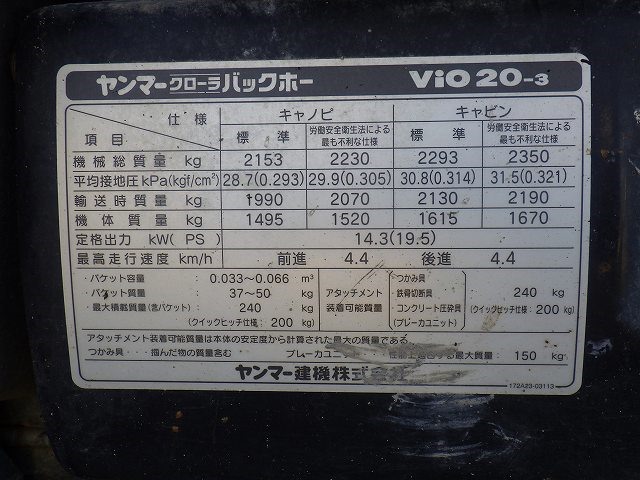 ヤンマークローラバックホー ViO20-3
仕様 キャノピ キャビン
項目 標準 労働安全衛生法による最も不利な仕様 標準 労働安全衛生法による最も不利な仕様
機械総質量 kg 2153 2230 2293 2350
平均接地圧 kPa(kgf/cm²) 28.7(0.293) 29.9(0.305) 30.8(0.314) 31.5(0.321)
輸送時質量 kg 1990 2070 2130 2190
機体質量 kg 1495 1520 1615 1670
定格出力 kW(PS) 14.3(19.5)
最高走行速度 km/h 前進 4.4 後進 4.4
・バケット容量 0.033～0.066 m³
・バケット質量 37～50 kg
・最大積載質量(含バケット) 240 kg
(クイックヒッチ仕様: 200 kg)
アタッチメント装着可能質量
つかみ具
・鉄骨切断具
・コンクリート圧砕具
(ブレーカユニット)
240 kg
(クイックヒッチ仕様: 200 kg)
アタッチメント装着可能質量は本体の安定度から計算された最大の質量である。
つかみ具・・・掴んだ物の質量含む ブレーカユニット する最大質量: 150 kg
ヤンマー建機株式会社
172A23-03113